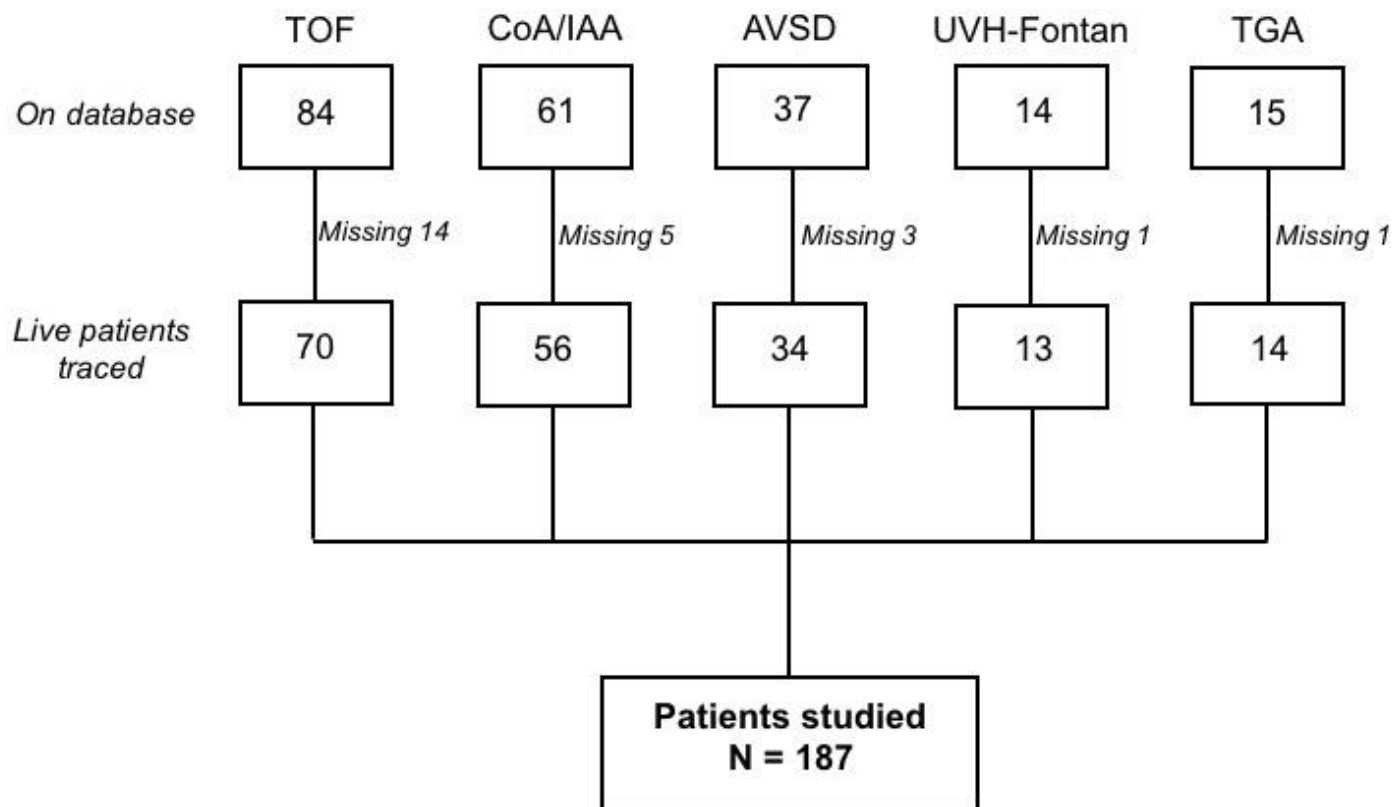 TOF CoA/IAA AVSD UVH-Fontan TGA
On database 84 61 37 14 15
Missing 14 Missing 5 Missing 3 Missing 1 Missing 1
Live patients
traced
70 56 34 13 14
Patients studied
N = 187